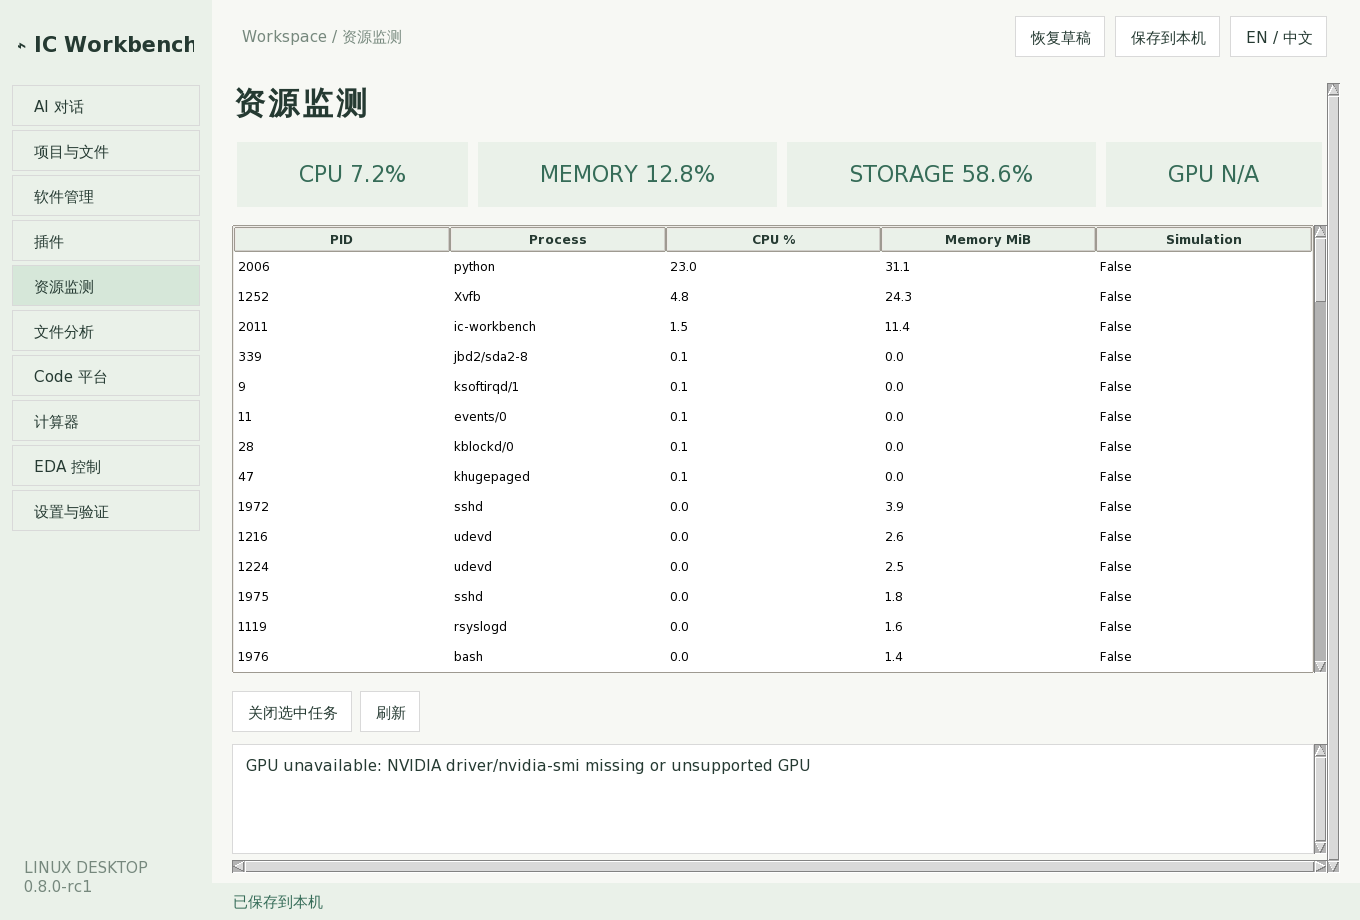 IC Workbench
Workspace / 资源监测
恢复草稿
保存到本机
EN / 中文
AI 对话
项目与文件
软件管理
插件
资源监测
文件分析
Code 平台
计算器
EDA 控制
设置与验证
LINUX DESKTOP
0.8.0-rc1
资源监测
CPU 7.2%
MEMORY 12.8%
STORAGE 58.6%
GPU N/A
PID Process CPU % Memory MiB Simulation
2006 python 23.0 31.1 False
1252 Xvfb 4.8 24.3 False
2011 ic-workbench 1.5 11.4 False
339 jbd2/sda2-8 0.1 0.0 False
9 ksoftirqd/1 0.1 0.0 False
11 events/0 0.1 0.0 False
28 kblockd/0 0.1 0.0 False
47 khugepaged 0.1 0.0 False
1972 sshd 0.0 3.9 False
1216 udevd 0.0 2.6 False
1224 udevd 0.0 2.5 False
1975 sshd 0.0 1.8 False
1119 rsyslogd 0.0 1.6 False
1976 bash 0.0 1.4 False
关闭选中任务
刷新
GPU unavailable: NVIDIA driver/nvidia-smi missing or unsupported GPU
已保存到本机